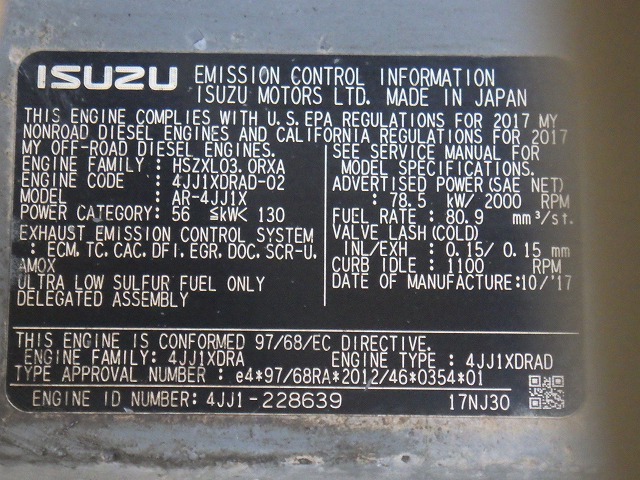 ISUZU EMISSION CONTROL INFORMATION
ISUZU MOTORS LTD. MADE IN JAPAN
THIS ENGINE COMPLIES WITH U.S.EPA REGULATIONS FOR 2017 MY
NONROAD DIESEL ENGINES AND CALIFORNIA REGULATIONS FOR 2017
MY OFF-ROAD DIESEL ENGINES.
ENGINE FAMILY : HSZXL03.0RXA
ENGINE CODE : 4JJ1XDRAD-02
MODEL : AR-4JJ1X
POWER CATEGORY: 56 ≦kW< 130
EXHAUST EMISSION CONTROL SYSTEM
: ECM.TC.CAC.DFI.EGR.DOC.SCR-U.
AMOX
ULTRA LOW SULFUR FUEL ONLY
DELEGATED ASSEMBLY
SEE SERVICE MANUAL FOR
MODEL SPECIFICATIONS.
ADVERTISED POWER(SAE NET)
: 78.5 kW/ 2000 RPM
FUEL RATE : 80.9 mm³/st.
VALVE LASH(COLD)
INL/EXH : 0.15/ 0.15 mm
CURB IDLE : 1100 RPM
DATE OF MANUFACTURE:10/'17
THIS ENGINE IS CONFORMED 97/68/EC DIRECTIVE.
ENGINE FAMILY: 4JJ1XDRA ENGINE TYPE : 4JJ1XDRAD
TYPE APPROVAL NUMBER : e4*97/68RA*2012/46*0354*01
ENGINE ID NUMBER: 4JJ1-228639 17NJ30